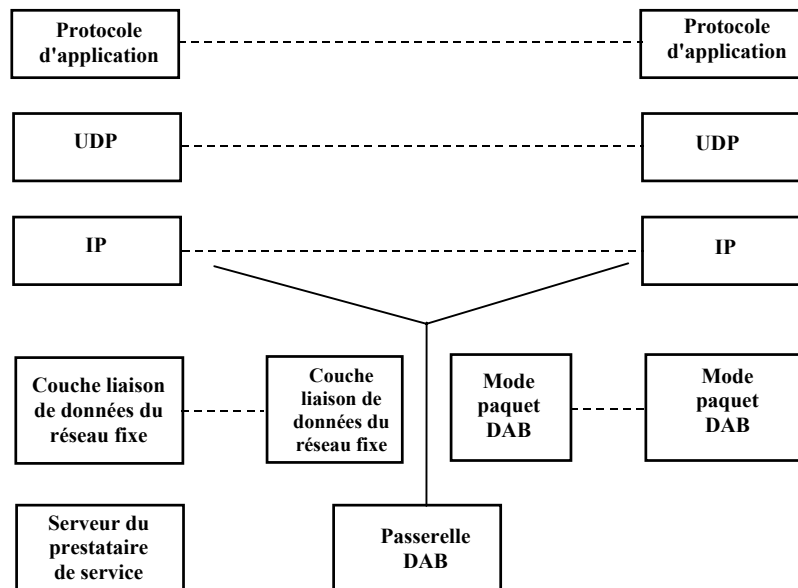 Protocole
d'application
Protocole
d'application
UDP
UDP
IP
IP
Couche liaison
de données du
réseau fixe
Couche
liaison de
données du
réseau fixe
Mode
paquet
DAB
Mode
paquet
DAB
Serveur du
prestataire
de service
Passerelle
DAB